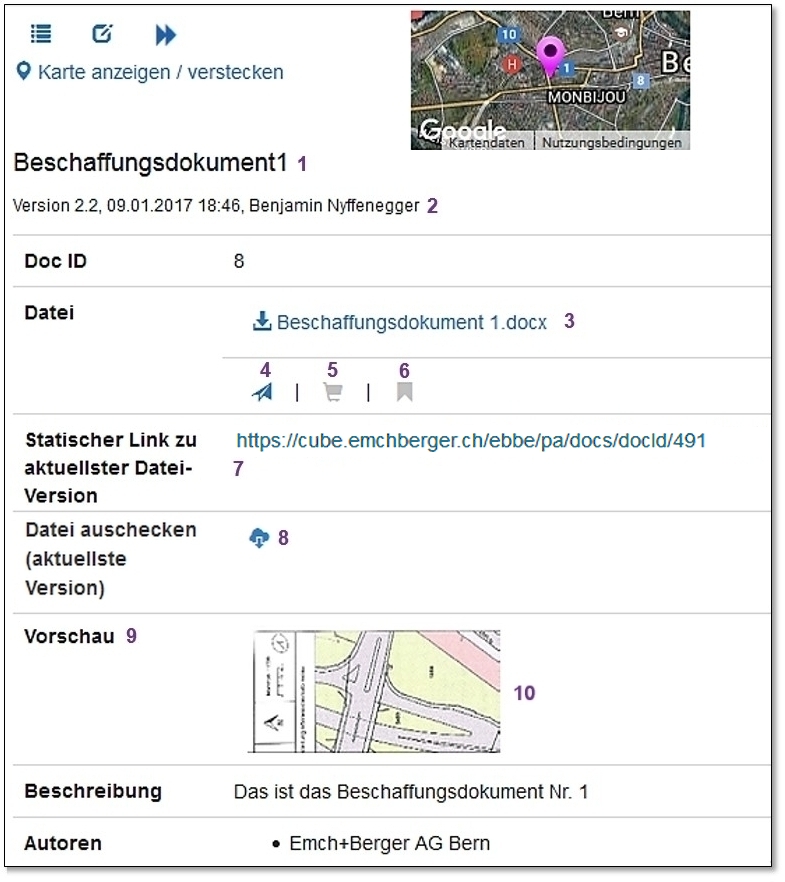 Karte anzeigen / verstecken
Bern
10
H
1
Be
8
MONBIJOU
Google
Kartendaten Nutzungsbedingungen
Beschaffungsdokument1 1
Version 2.2, 09.01.2017 18:46, Benjamin Nyffenegger 2
Doc ID 8
Datei
Beschaffungsdokument 1.docx 3
4 5 6
| |
Statischer Link zu aktuellster Datei-Version
https://cube.emchberger.ch/ebbe/pa/docs/docId/491
7
Datei auschecken
(aktuellste
Version)
8
Vorschau 9
10
Beschreibung Das ist das Beschaffungsdokument Nr. 1
Autoren • Emch+Berger AG Bern